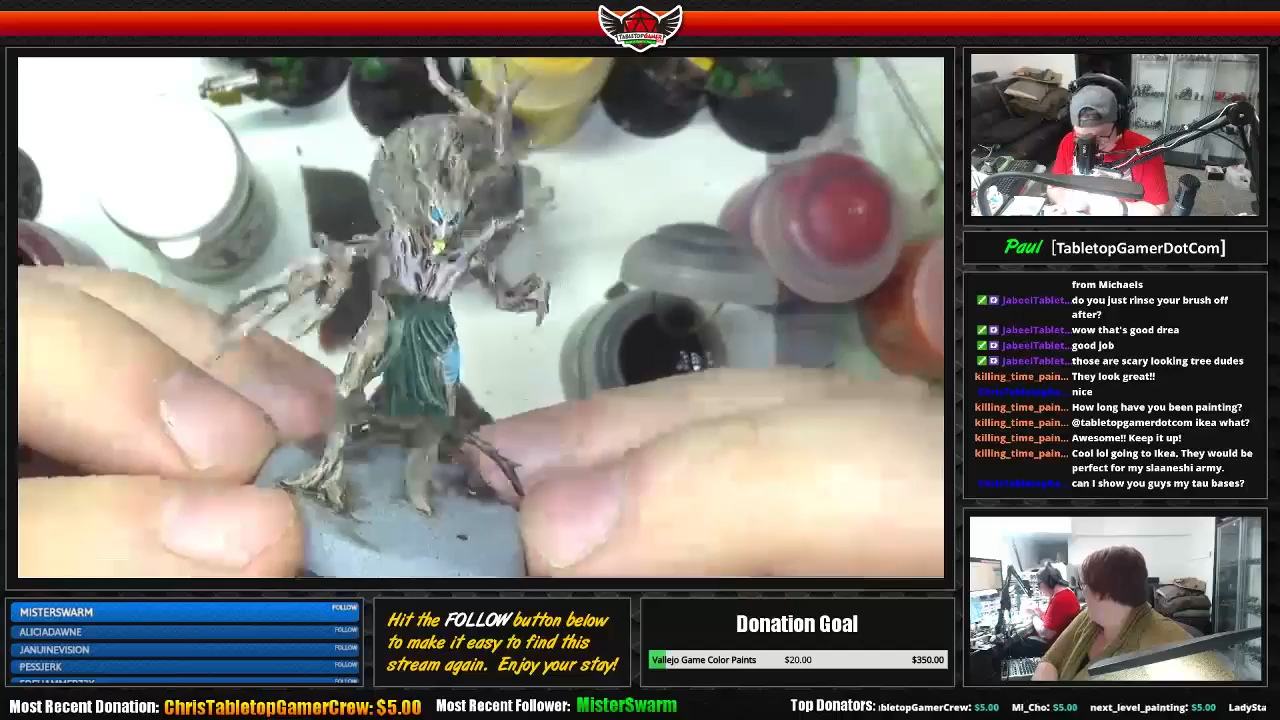 TABLETOPGAMER
Paul [TabletopGamerDotCom]
from Michaels
JabeelTablet... do you just rinse your brush off
after?
JabeelTablet... wow that's good drea
JabeelTablet... good job
JabeelTablet... those are scary looking tree dudes
killing_time_pain... They look great!!
nice
killing_time_pain... How long have you been painting?
killing_time_pain... @tabletopgamerdotcom ikea what?
killing_time_pain... Awesome!! Keep it up!
killing_time_pain... Cool lol going to Ikea. They would be
perfect for my slaaneshi army.
can I show you guys my tau bases?
MISTERSWARM FOLLOW
ALICIADAWNE FOLLOW
JANUINEVISION FOLLOW
PESSJERK FOLLOW
Hit the FOLLOW button below
to make it easy to find this
stream again. Enjoy your stay!
Donation Goal
Vallejo Game Color Paints $20.00 $350.00
Most Recent Donation: ChrisTabletopGamerCrew: $5.00 Most Recent Follower: MisterSwarm Top Donators: bletopGamerCrew: $5.00 Mi_Cho: $5.00 next_level_painting: $5.00 LadySta